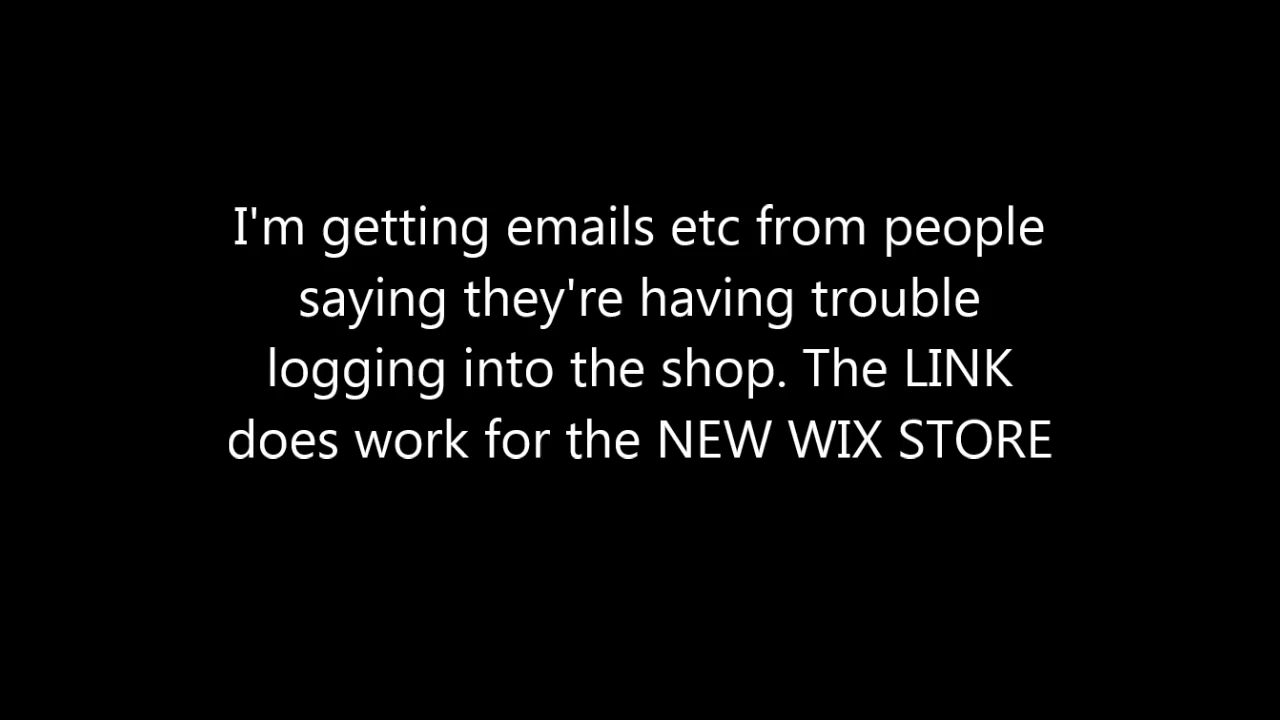 I'm getting emails etc from people
saying they're having trouble
logging into the shop. The LINK
does work for the NEW WIX STORE